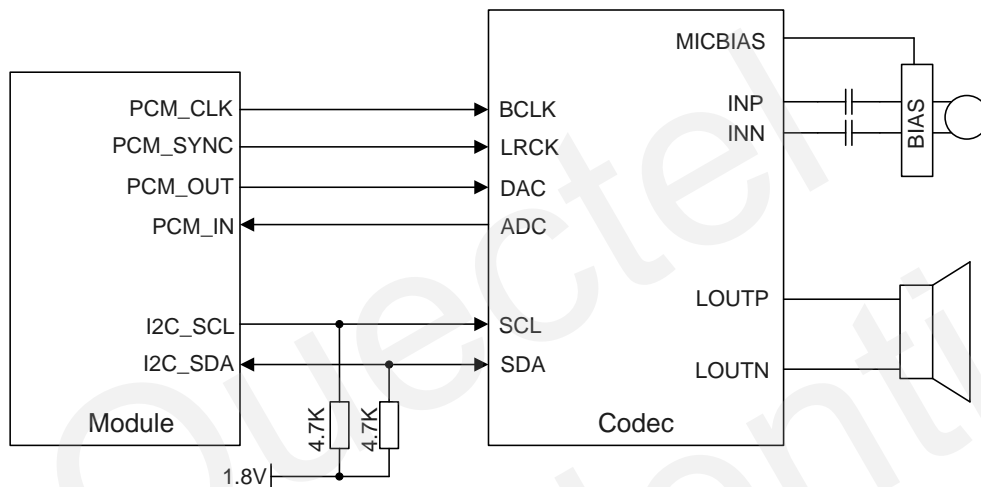 MICBIAS
PCM_CLK BCLK INP
PCM_SYNC LRCK INN
BIAS
PCM_OUT DAC
PCM_IN ADC
LOUTP
I2C_SCL SCL
I2C_SDA SDA LOUTN
4.7K 4.7K
Module Codec
1.8V
Quectel